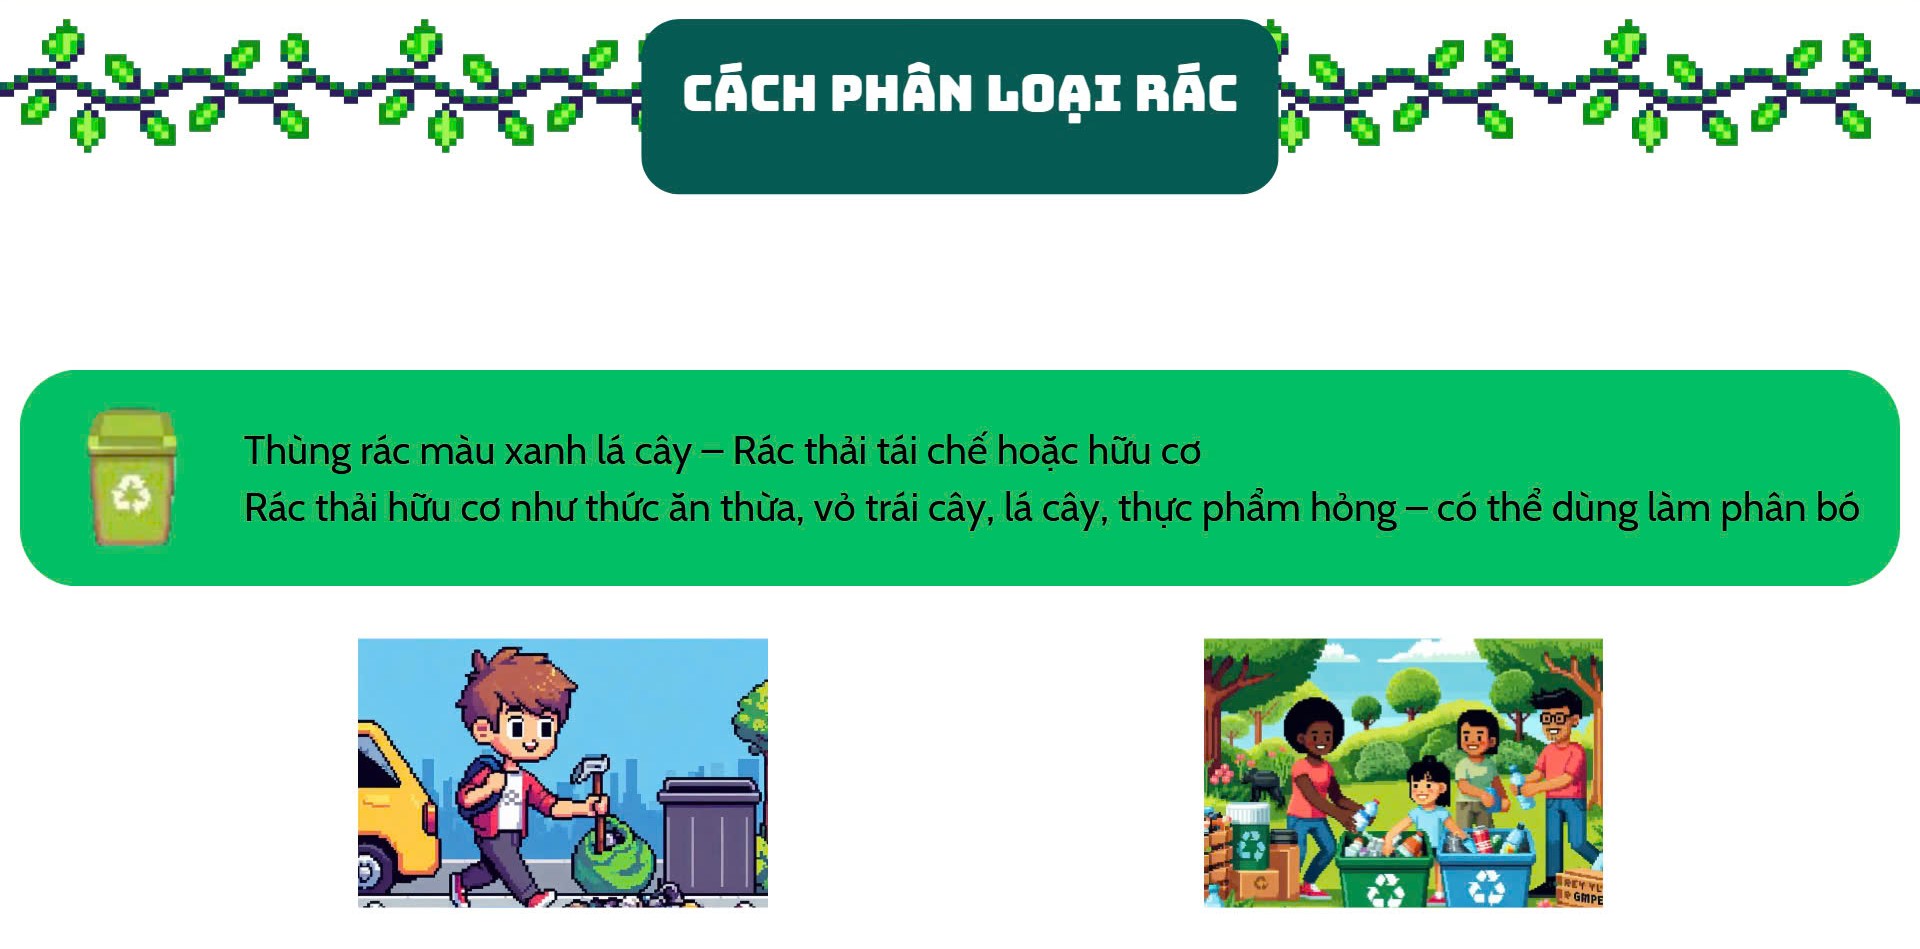 CÁCH PHÂN LOẠI RÁC
Thùng rác màu xanh lá cây – Rác thải tái chế hoặc hữu cơ
Rác thải hữu cơ như thức ăn thừa, vỏ trái cây, lá cây, thực phẩm hỏng – có thể dùng làm phân bó